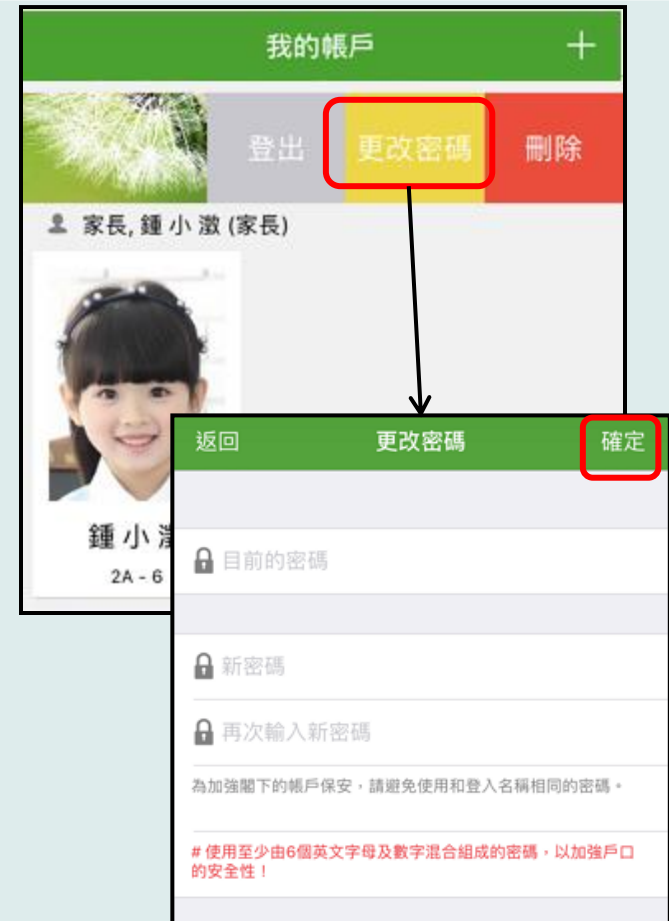 我的帳戶 +
登出 更改密碼 刪除
家長, 鍾 小 澂 (家長)
返回 更改密碼 確定
鍾 小
2A - 6
目前的密碼
新密碼
再次輸入新密碼
為加強閣下的帳戶保安，請避免使用和登入名稱相同的密碼。
# 使用至少由6個英文字母及數字混合組成的密碼，以加強戶口
的安全性！